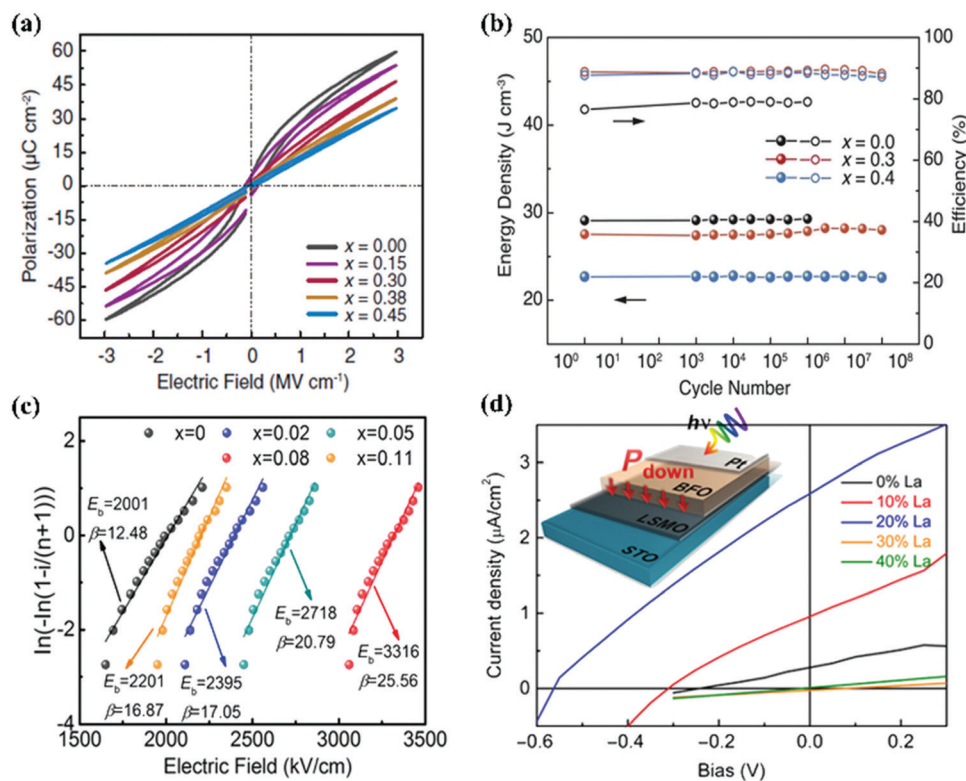 (a)
60
45
30
15
0
-15
-30
-45
-60
Polarization (µC cm⁻²)
x = 0.00
x = 0.15
x = 0.30
x = 0.38
x = 0.45
-3 -2 -1 0 1 2 3
Electric Field (MV cm⁻¹)
(b)
50
40
30
20
Energy Density (J cm⁻³)
x = 0.0
x = 0.3
x = 0.4
100
80
60
40
20
0
Efficiency (%)
10⁰ 10¹ 10² 10³ 10⁴ 10⁵ 10⁶ 10⁷ 10⁸
Cycle Number
(c)
2
0
-2
-4
ln(-ln(1-i/(n+1)))
x=0 x=0.02 x=0.05
x=0.08 x=0.11
E_b=2001
β=12.48
E_b=2718
β=20.79
E_b=3316
β=25.56
E_b=2201
β=16.87
E_b=2395
β=17.05
1500 2000 2500 3000 3500
Electric Field (kV/cm)
(d)
3
2
1
0
Current density (µA/cm²)
hν
Pt
P down
BFO
LSMO
STO
0% La
10% La
20% La
30% La
40% La
−0.6 −0.4 −0.2 0.0 0.2
Bias (V)